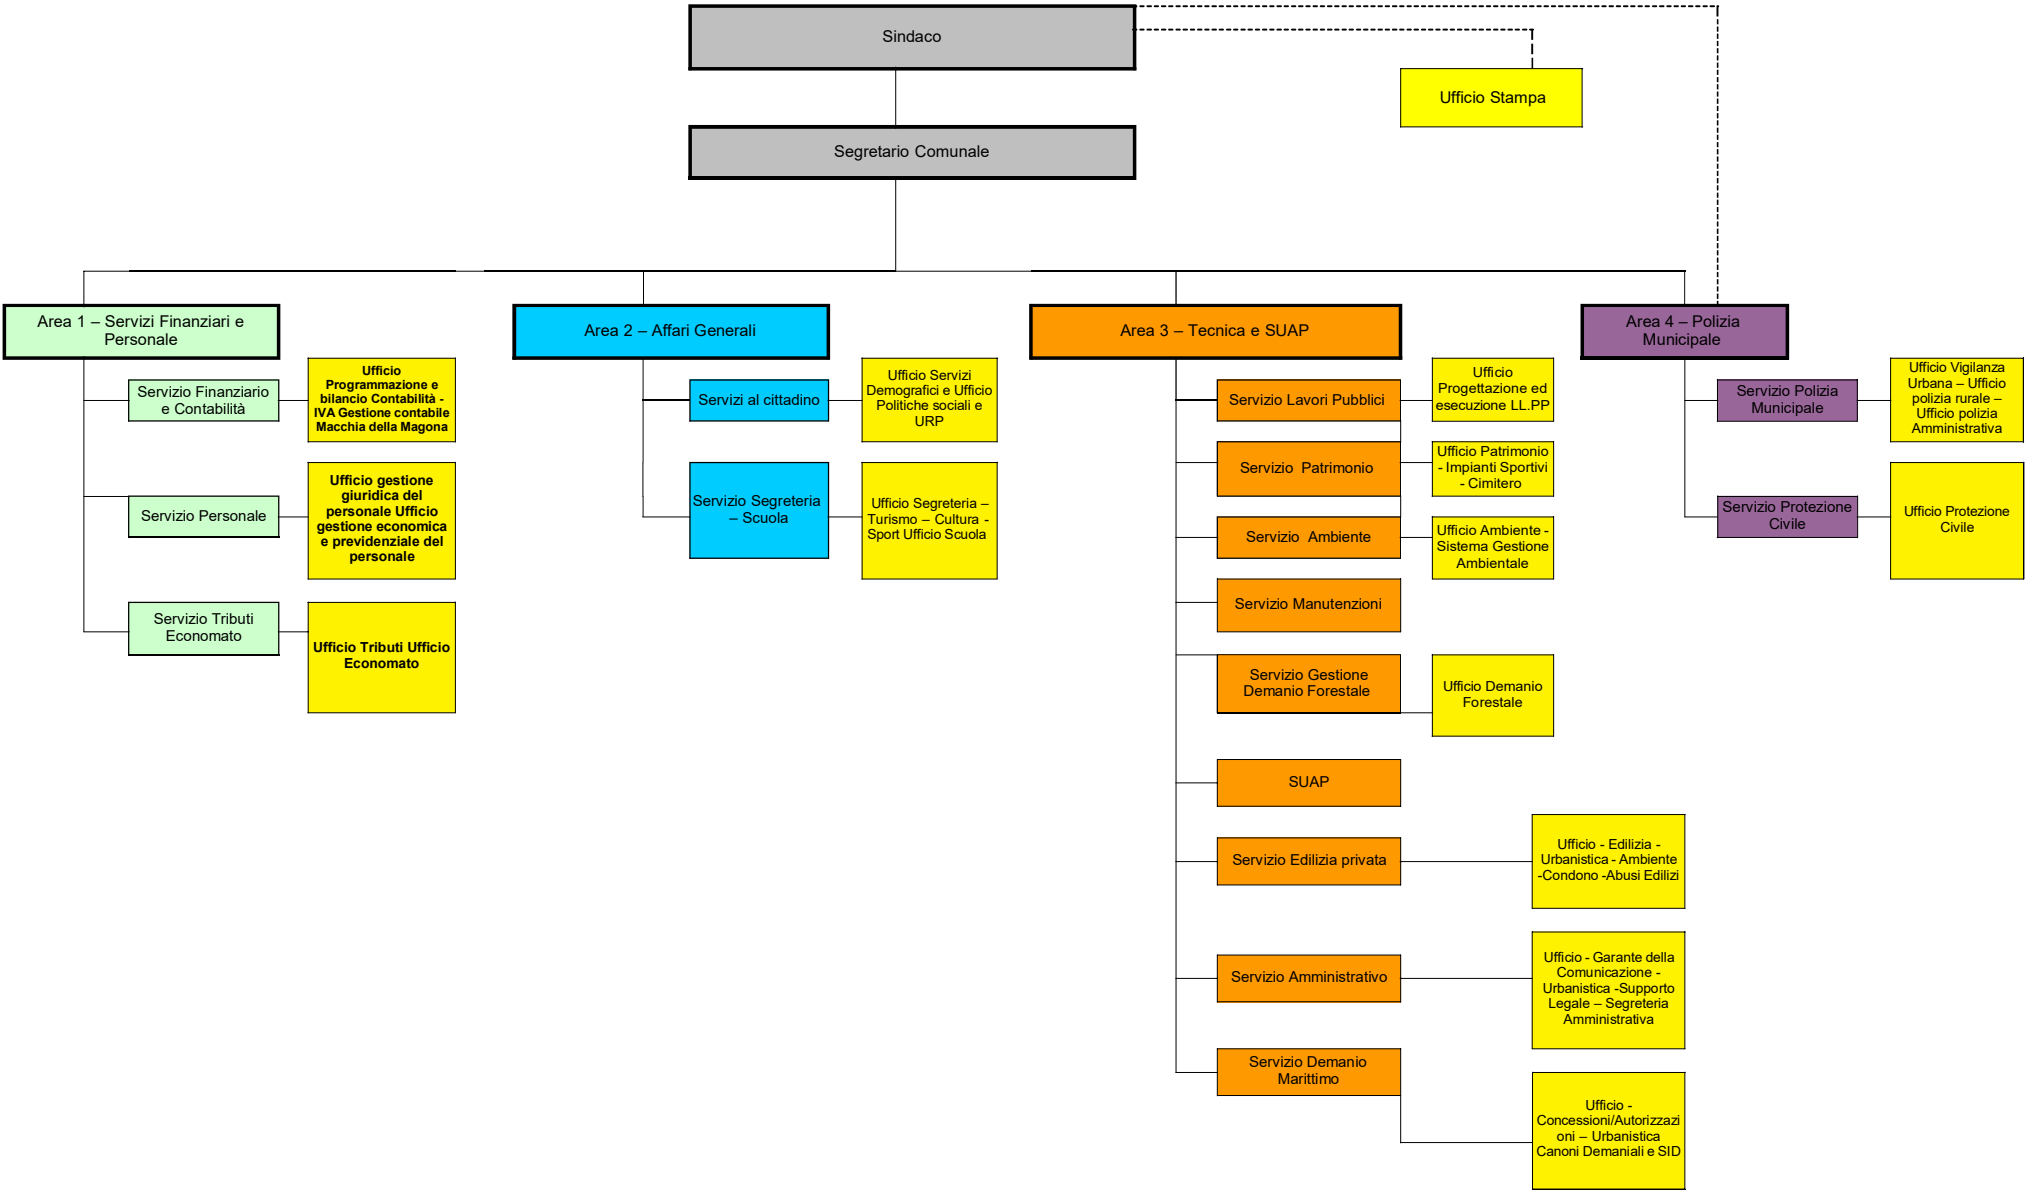 Sindaco
Ufficio Stampa
Segretario Comunale
Area 1 – Servizi Finanziari e
Personale
Area 2 – Affari Generali
Area 3 – Tecnica e SUAP
Area 4 – Polizia
Municipale
Servizio Finanziario
e Contabilità
Ufficio
Programmazione e
bilancio Contabilità -
IVA Gestione contabile
Macchia della Magona
Servizio Personale
Ufficio gestione
giuridica del
personale Ufficio
gestione economica
e previdenziale del
personale
Servizio Tributi
Economato
Ufficio Tributi Ufficio
Economato
Servizi al cittadino
Ufficio Servizi
Demografici e Ufficio
Politiche sociali e
URP
Servizio Segreteria
– Scuola
Ufficio Segreteria –
Turismo – Cultura -
Sport Ufficio Scuola
Servizio Lavori Pubblici
Ufficio
Progettazione ed
esecuzione LL.PP
Servizio Patrimonio
Ufficio Patrimonio
- Impianti Sportivi
- Cimitero
Servizio Ambiente
Ufficio Ambiente -
Sistema Gestione
Ambientale
Servizio Manutenzioni
Servizio Gestione
Demanio Forestale
Ufficio Demanio
Forestale
SUAP
Servizio Edilizia privata
Ufficio - Edilizia -
Urbanistica - Ambiente
-Condono -Abusi Edilizi
Servizio Amministrativo
Ufficio - Garante della
Comunicazione -
Urbanistica -Supporto
Legale – Segreteria
Amministrativa
Servizio Demanio
Marittimo
Ufficio -
Concessioni/Autorizzazi
oni – Urbanistica
Canoni Demaniali e SID
Servizio Polizia
Municipale
Ufficio Vigilanza
Urbana – Ufficio
polizia rurale –
Ufficio polizia
Amministrativa
Servizio Protezione
Civile
Ufficio Protezione
Civile